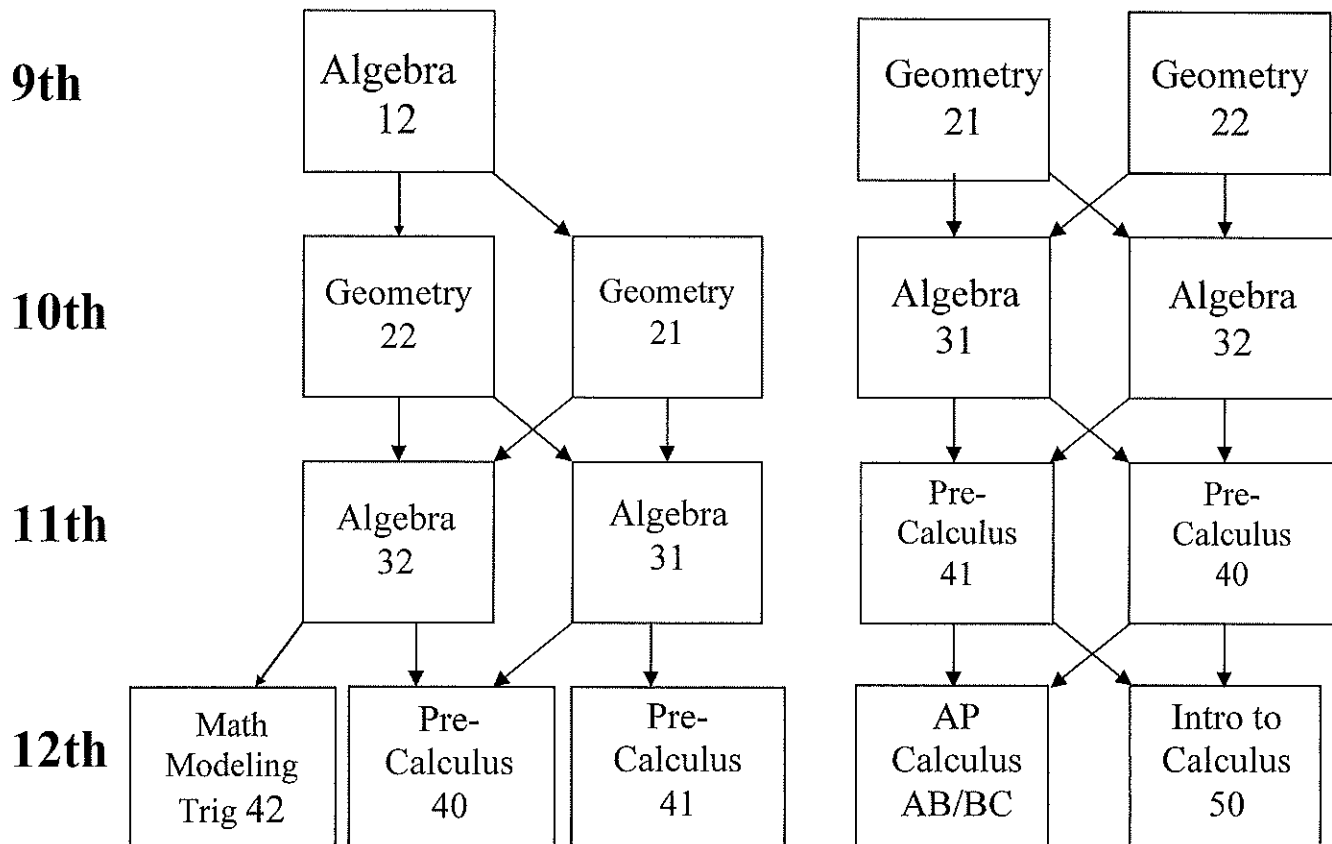 9th
Algebra
12
Geometry
21
Geometry
22
10th
Geometry
22
Geometry
21
Algebra
31
Algebra
32
11th
Algebra
32
Algebra
31
Pre-
Calculus
41
Pre-
Calculus
40
12th
Math
Modeling
Trig 42
Pre-
Calculus
40
Pre-
Calculus
41
AP
Calculus
AB/BC
Intro to
Calculus
50